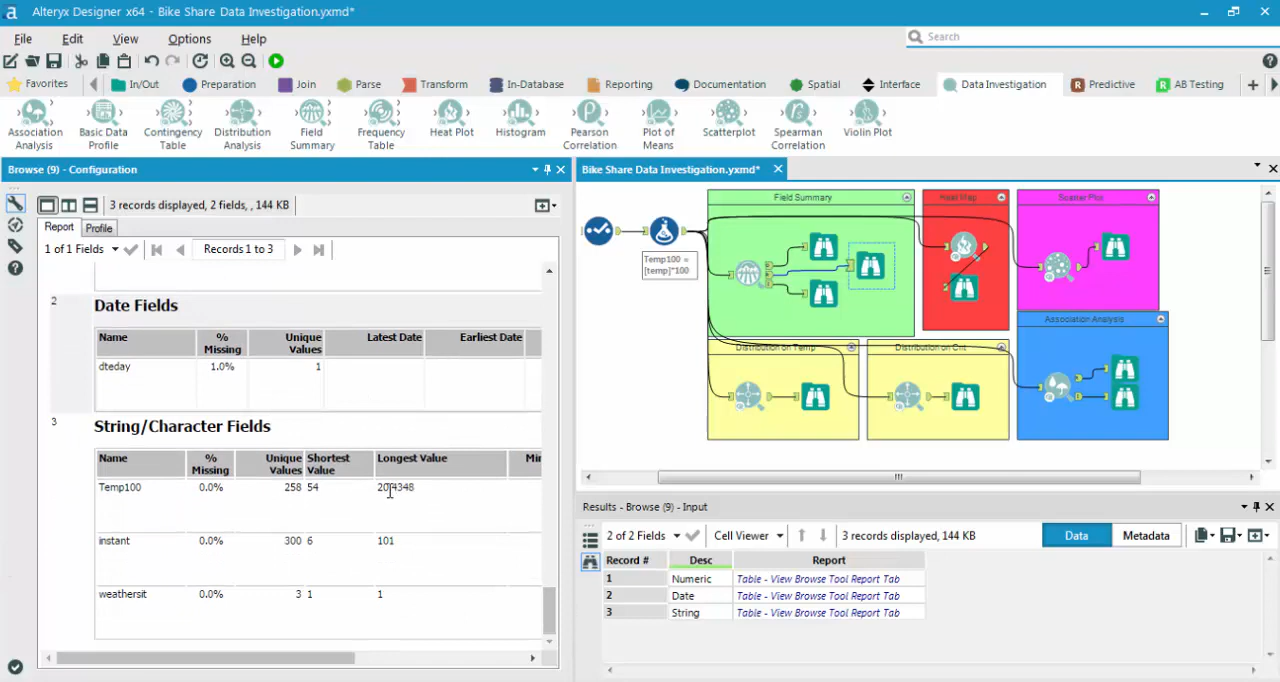 Alteryx Designer x64 - Bike Share Data Investigation.yxmd*
File Edit View Options Help
Search
Favorites In/Out Preparation Join Parse Transform In-Database Reporting Documentation Spatial Interface Data Investigation Predictive AB Testing
Association Analysis
Basic Data Profile
Contingency Table
Distribution Analysis
Field Summary
Frequency Table
Heat Plot
Histogram
Pearson Correlation
Plot of Means
Scatterplot
Spearman Correlation
Violin Plot
Browse (9) - Configuration
3 records displayed, 2 fields, , 144 KB
Report Profile
1 of 1 Fields Records 1 to 3
2
Date Fields
Name % Missing Unique Values Latest Date Earliest Date
dteday 1.0% 1
3
String/Character Fields
Name % Missing Unique Values Shortest Value Longest Value
Temp100 0.0% 258 54
instant 0.0% 300 6 101
weathersit 0.0% 3 1 1
Bike Share Data Investigation.yxmd*
Field Summary
Scatter Plot
Temp100 =
[temp]*100
Association Analysis
Distribution on Temp
Distribution on Cnt
Results - Browse (9) - Input
2 of 2 Fields Cell Viewer 3 records displayed, 144 KB Data Metadata
Record # Desc Report
1 Numeric Table - View Browse Tool Report Tab
2 Date Table - View Browse Tool Report Tab
3 String Table - View Browse Tool Report Tab